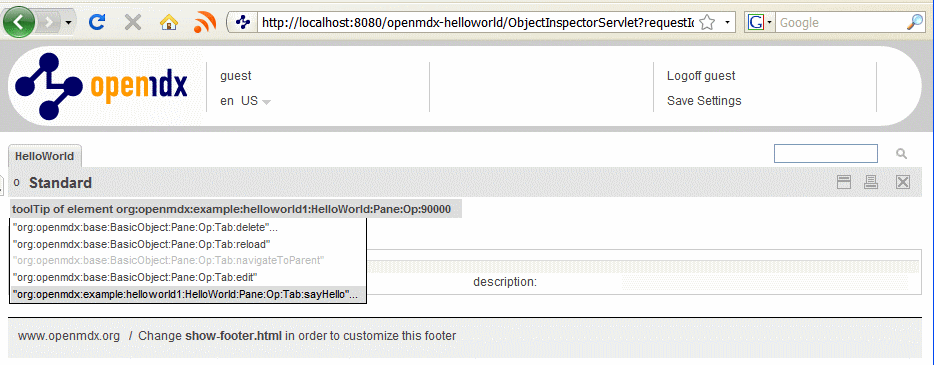 http://localhost:8080/openmdx-helloworld/ObjectInspectorServlet?requestId
G Google
openmdx
guest
Logoff guest
en US
Save Settings
HelloWorld
o Standard
toolTip of element org:openmdx:example:helloworld1:HelloWorld:Pane:Op:90000
"org:openmdx:base:BasicObject:Pane:Op:Tab:delete"...
"org:openmdx:base:BasicObject:Pane:Op:Tab:reload"
"org:openmdx:base:BasicObject:Pane:Op:Tab:navigateToParent"
"org:openmdx:base:BasicObject:Pane:Op:Tab:edit"
description:
"org:openmdx:example:helloworld1:HelloWorld:Pane:Op:Tab:sayHello"...
www.openmdx.org / Change show-footer.html in order to customize this footer